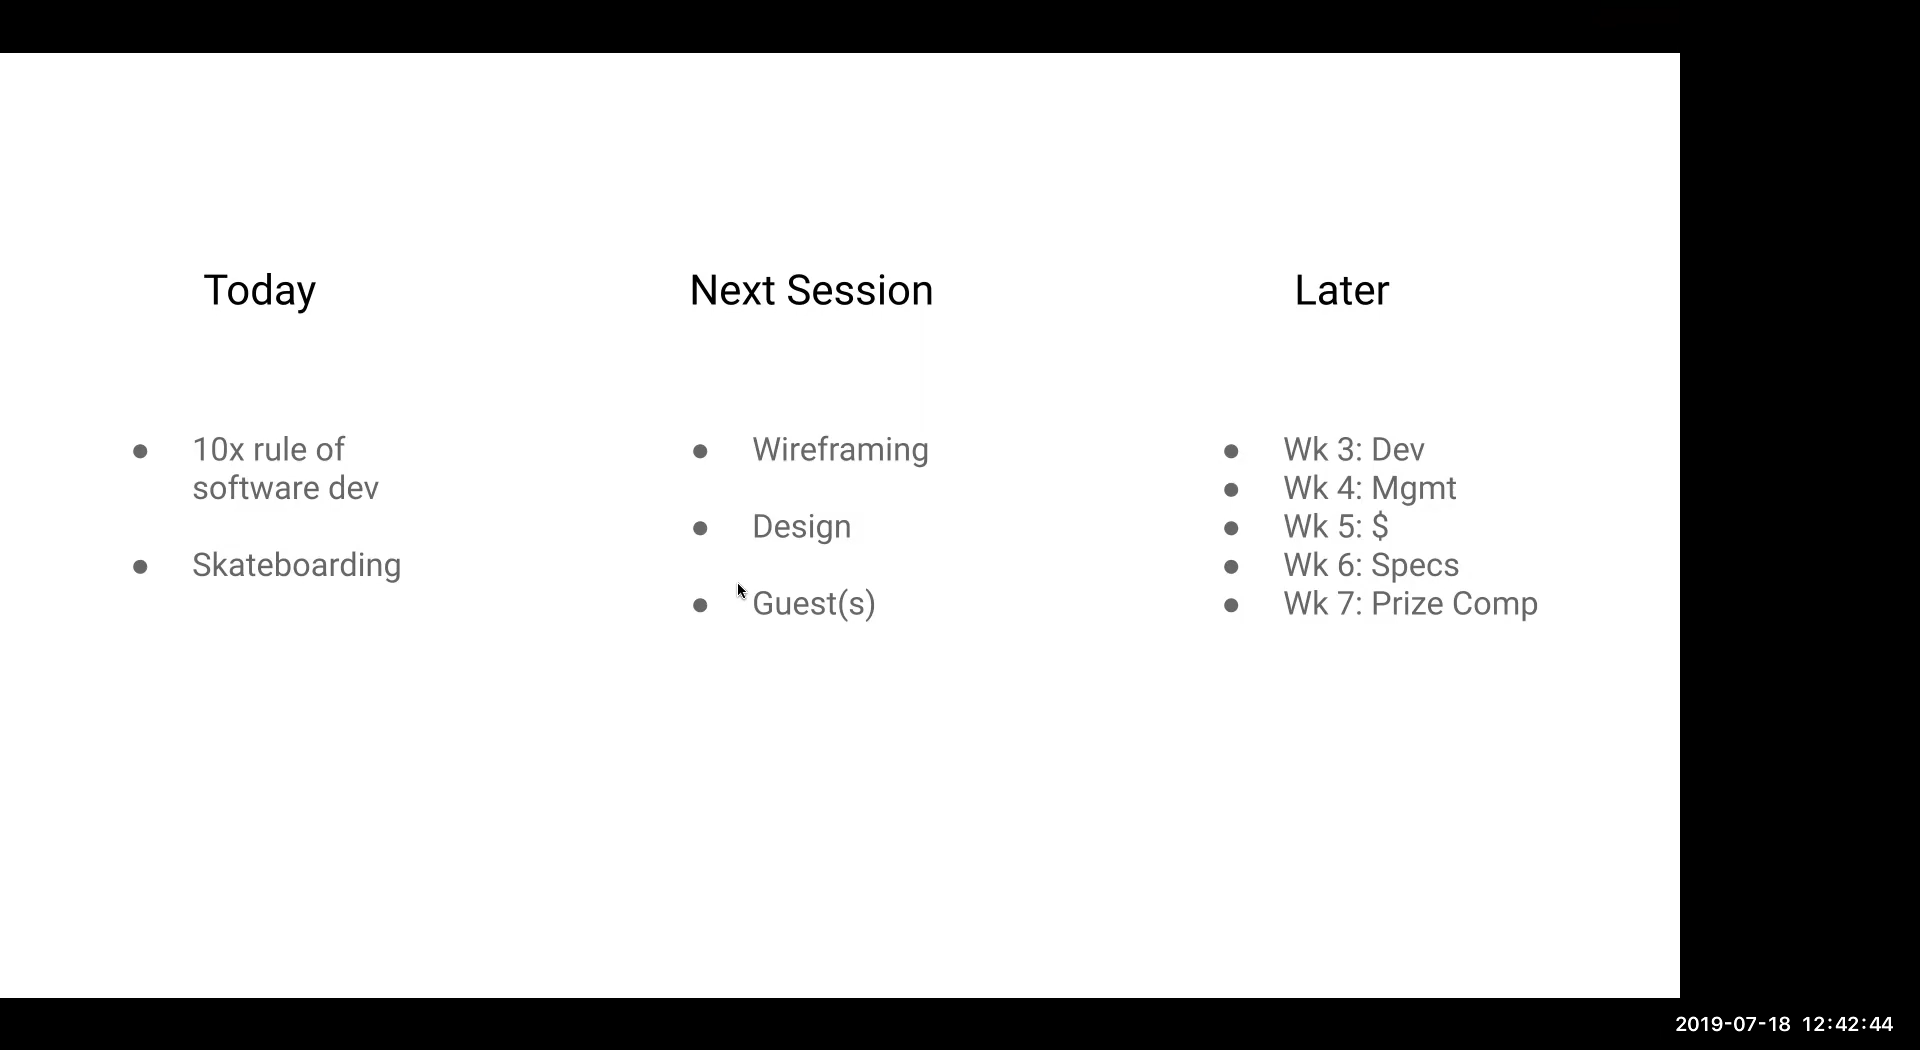 Today
10x rule of
software dev
Skateboarding
Next Session
Wireframing
Design
Guest(s)
Later
Wk 3: Dev
Wk 4: Mgmt
Wk 5: $
Wk 6: Specs
Wk 7: Prize Comp
2019-07-18 12:42:44